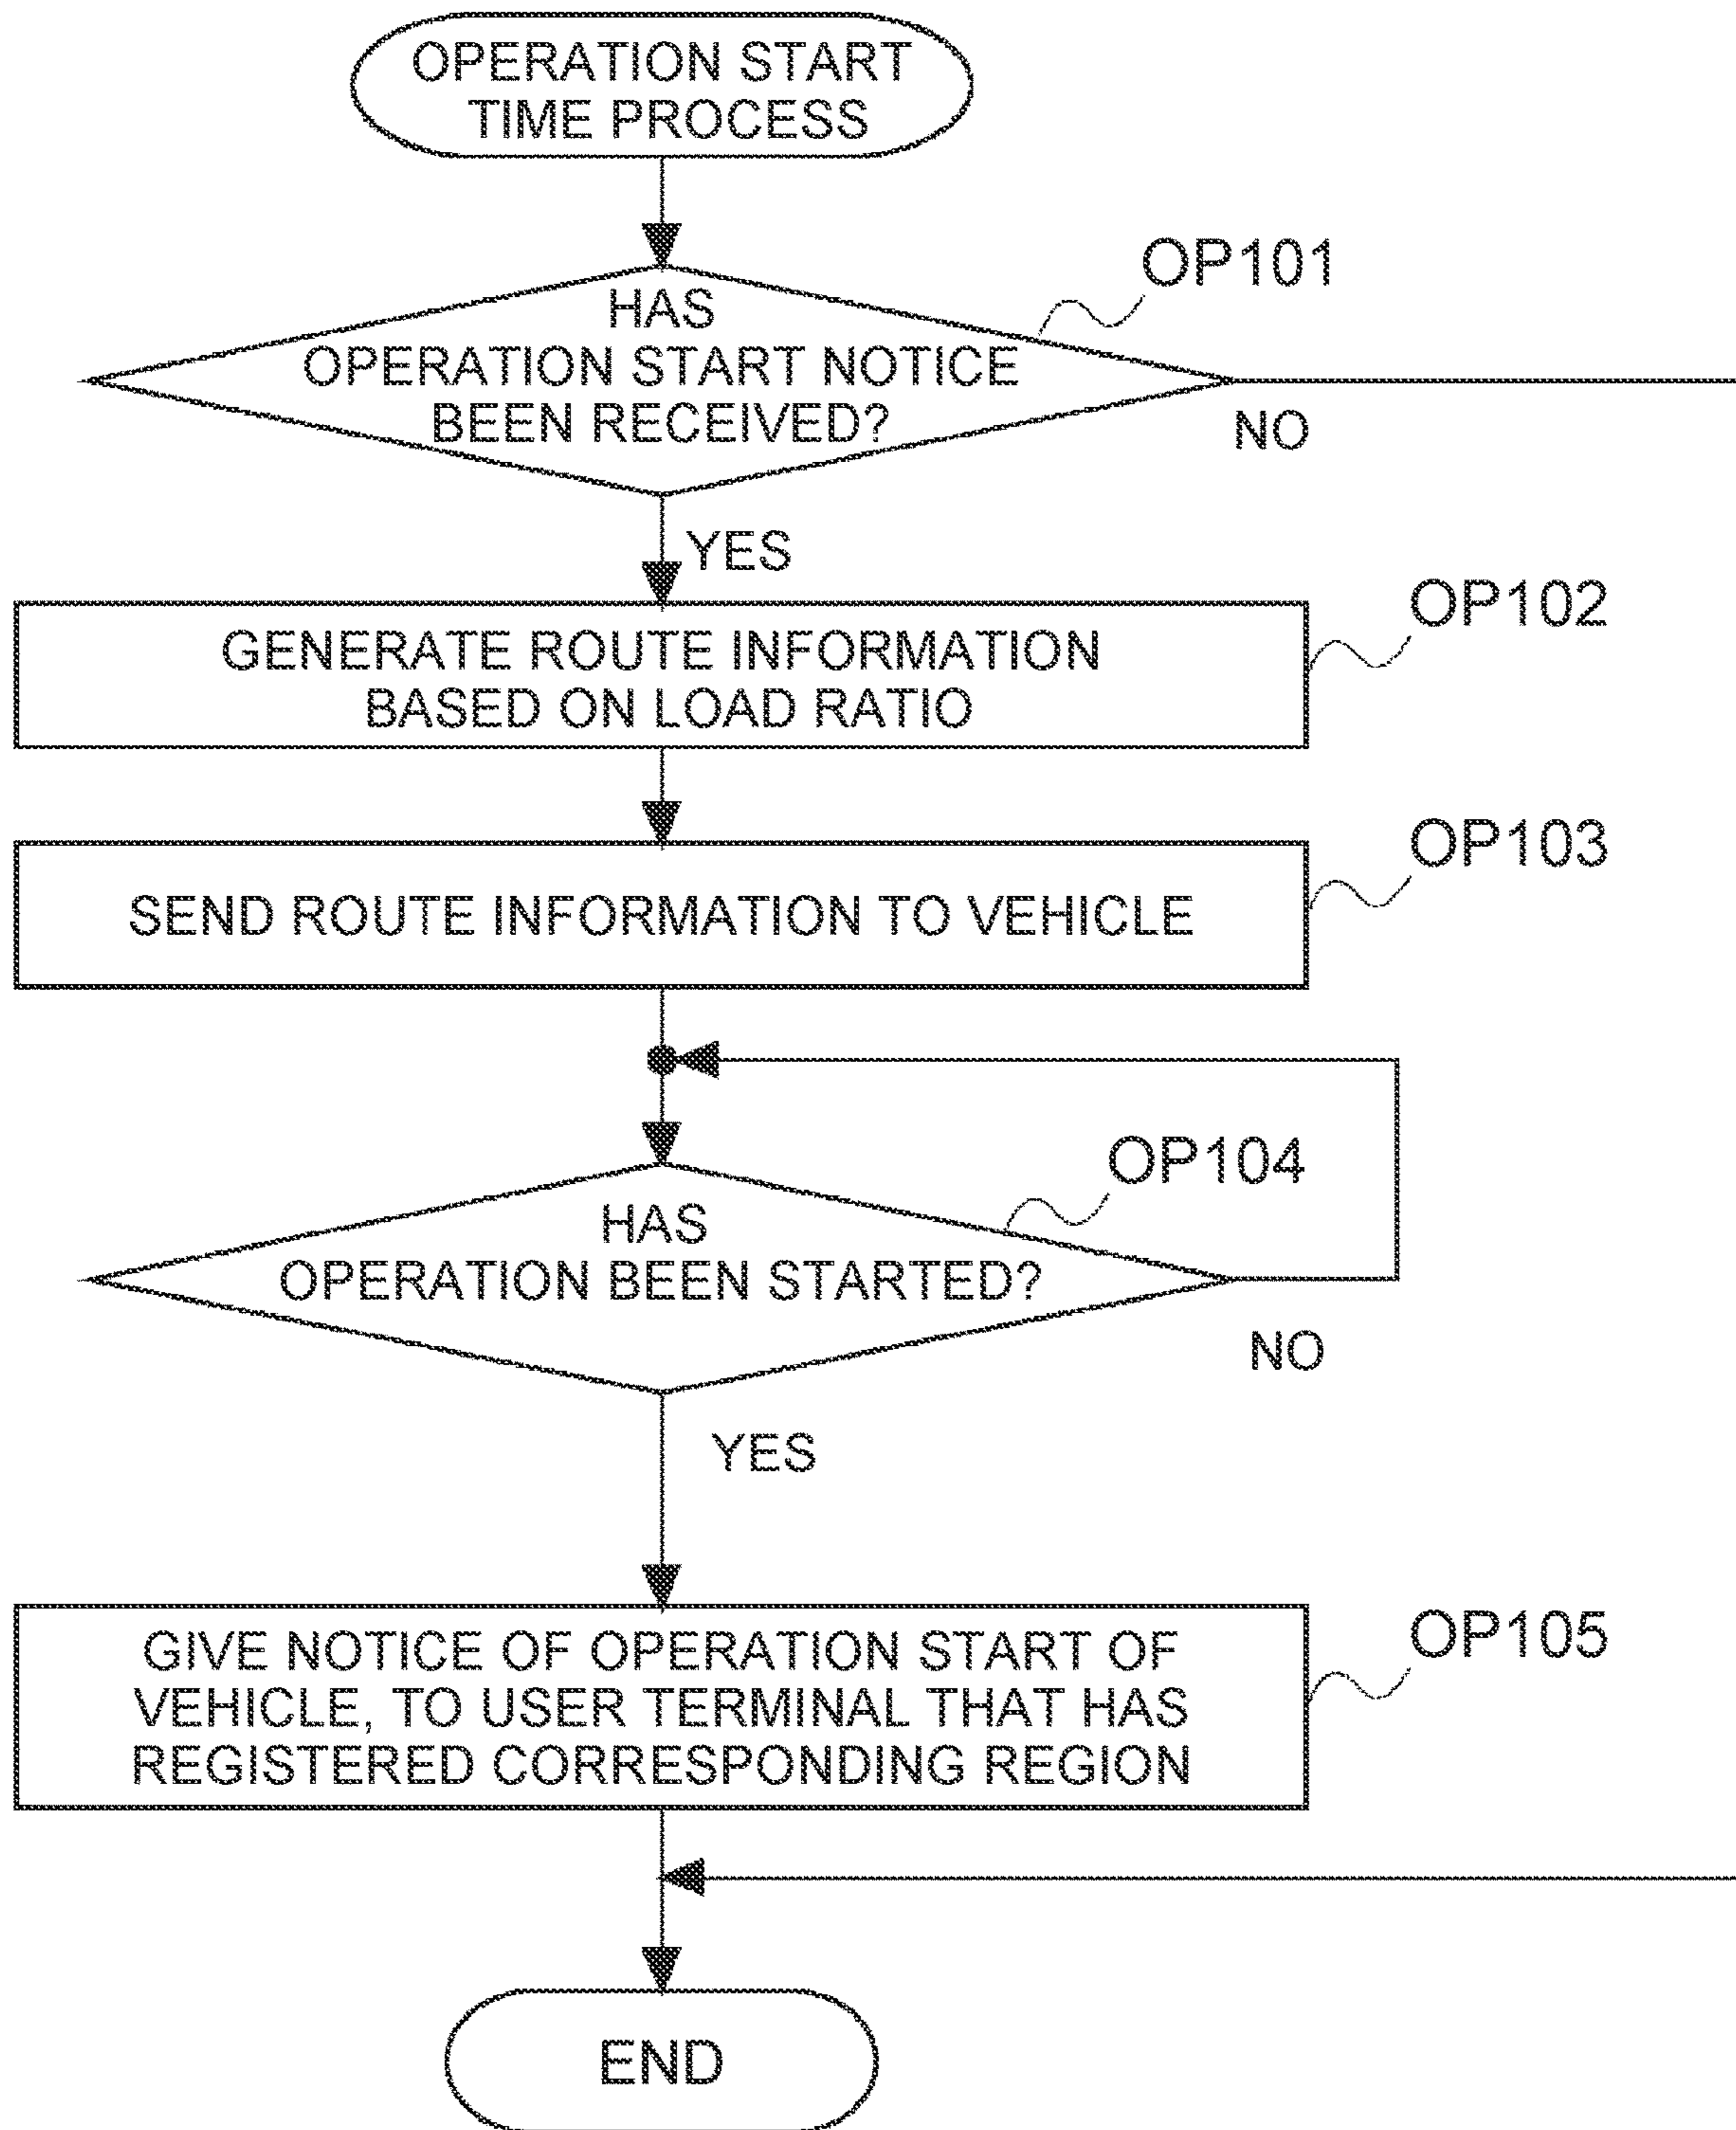 OPERATION START
TIME PROCESS
OP101
HAS
OPERATION START NOTICE
BEEN RECEIVED?
NO
YES
OP102
GENERATE ROUTE INFORMATION
BASED ON LOAD RATIO
OP103
SEND ROUTE INFORMATION TO VEHICLE
OP104
HAS
OPERATION BEEN STARTED?
NO
YES
OP105
GIVE NOTICE OF OPERATION START OF
VEHICLE, TO USER TERMINAL THAT HAS
REGISTERED CORRESPONDING REGION
END